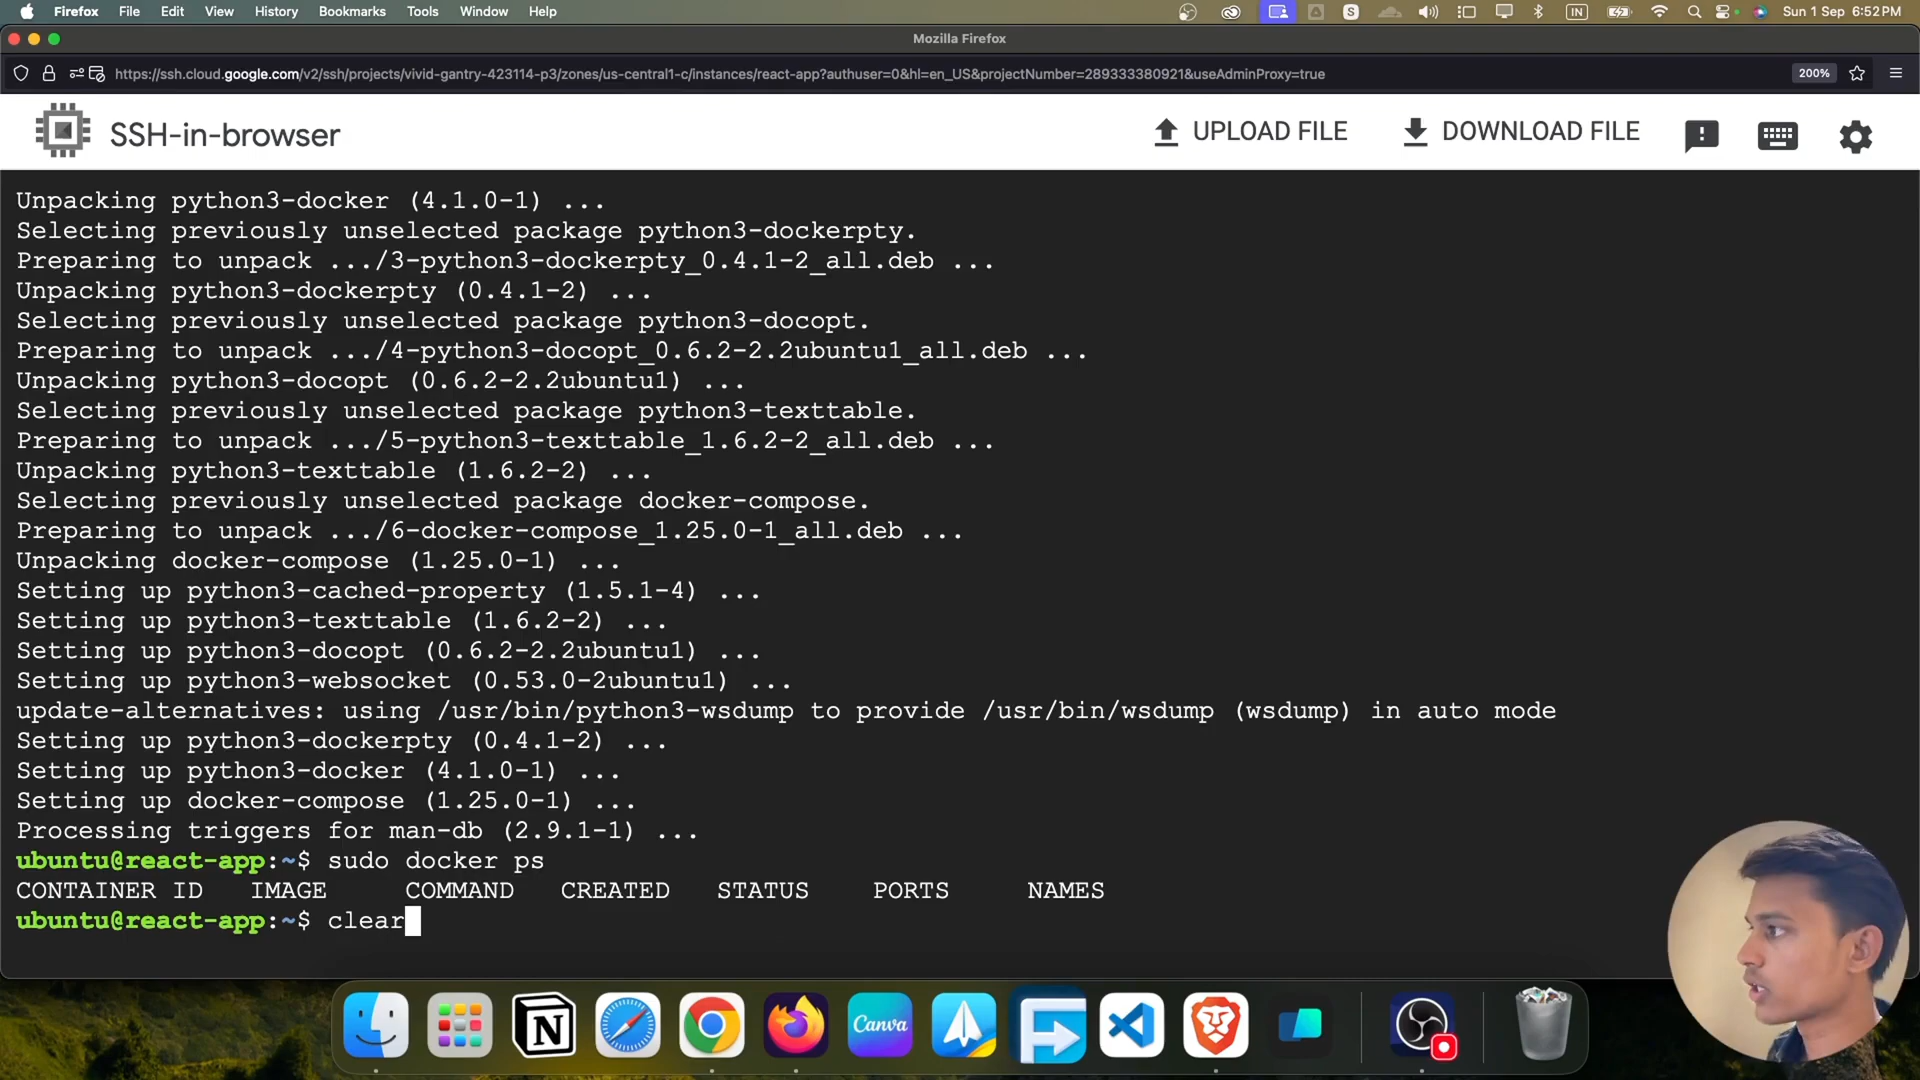 Firefox File Edit View History Bookmarks Tools Window Help
IN
Sun 1 Sep 6:52 PM
Mozilla Firefox
https://ssh.cloud.google.com/v2/ssh/projects/vivid-gantry-423114-p3/zones/us-central1-c/instances/react-app?authuser=0&hl=en_US&projectNumber=289333380921&useAdminProxy=true
200%
SSH-in-browser
UPLOAD FILE
DOWNLOAD FILE
Unpacking python3-docker (4.1.0-1) ...
Selecting previously unselected package python3-dockerpty.
Preparing to unpack .../3-python3-dockerpty_0.4.1-2_all.deb ...
Unpacking python3-dockerpty (0.4.1-2) ...
Selecting previously unselected package python3-docopt.
Preparing to unpack .../4-python3-docopt_0.6.2-2.2ubuntu1_all.deb ...
Unpacking python3-docopt (0.6.2-2.2ubuntu1) ...
Selecting previously unselected package python3-texttable.
Preparing to unpack .../5-python3-texttable_1.6.2-2_all.deb ...
Unpacking python3-texttable (1.6.2-2) ...
Selecting previously unselected package docker-compose.
Preparing to unpack .../6-docker-compose_1.25.0-1_all.deb ...
Unpacking docker-compose (1.25.0-1) ...
Setting up python3-cached-property (1.5.1-4) ...
Setting up python3-texttable (1.6.2-2) ...
Setting up python3-docopt (0.6.2-2.2ubuntu1) ...
Setting up python3-websocket (0.53.0-2ubuntu1) ...
update-alternatives: using /usr/bin/python3-wsdump to provide /usr/bin/wsdump (wsdump) in auto mode
Setting up python3-dockerpty (0.4.1-2) ...
Setting up python3-docker (4.1.0-1) ...
Setting up docker-compose (1.25.0-1) ...
Processing triggers for man-db (2.9.1-1) ...
ubuntu@react-app:~$ sudo docker ps
CONTAINER ID IMAGE COMMAND CREATED STATUS PORTS NAMES
ubuntu@react-app:~$ clear
Canva